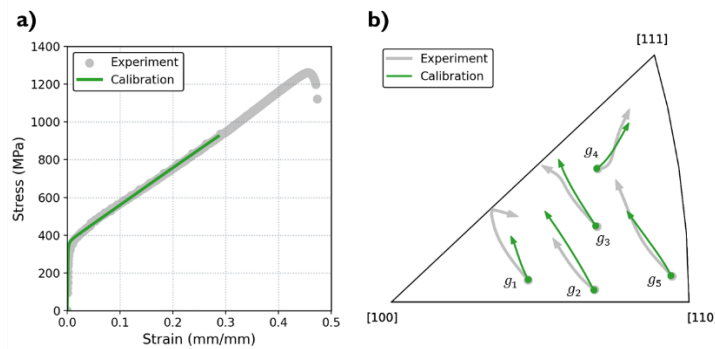 a)
1400
1200
1000
800
600
400
200
0
0.0
0.1
0.2
0.3
0.4
0.5
Stress (MPa)
Strain (mm/mm)
Experiment
Calibration
b)
Experiment
Calibration
[111]
[100]
[110]
g4
g3
g1
g2
g5